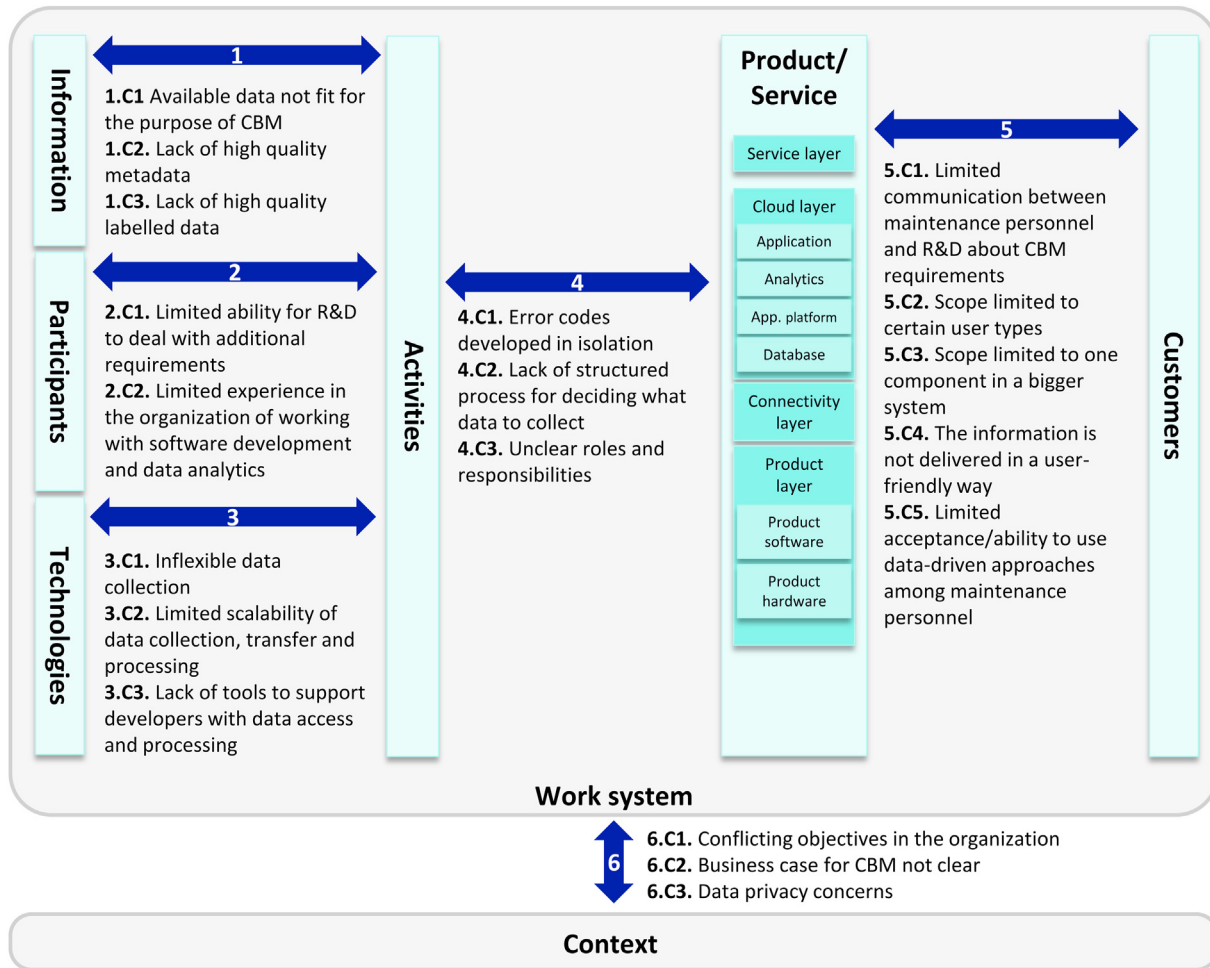 Information
1
1.C1 Available data not fit for
the purpose of CBM
1.C2. Lack of high quality
metadata
1.C3. Lack of high quality
labelled data
Participants
2
2.C1. Limited ability for R&D
to deal with additional
requirements
2.C2. Limited experience in
the organization of working
with software development
and data analytics
Technologies
3
3.C1. Inflexible data
collection
3.C2. Limited scalability of
data collection, transfer and
processing
3.C3. Lack of tools to support
developers with data access
and processing
Activities
4
4.C1. Error codes
developed in isolation
4.C2. Lack of structured
process for deciding what
data to collect
4.C3. Unclear roles and
responsibilities
Product/
Service
Service layer
Cloud layer
Application
Analytics
App. platform
Database
Connectivity
layer
Product
layer
Product
software
Product
hardware
5
5.C1. Limited
communication between
maintenance personnel
and R&D about CBM
requirements
5.C2. Scope limited to
certain user types
5.C3. Scope limited to one
component in a bigger
system
5.C4. The information is
not delivered in a user-
friendly way
5.C5. Limited
acceptance/ability to use
data-driven approaches
among maintenance
personnel
Customers
Work system
6
6.C1. Conflicting objectives in the organization
6.C2. Business case for CBM not clear
6.C3. Data privacy concerns
Context